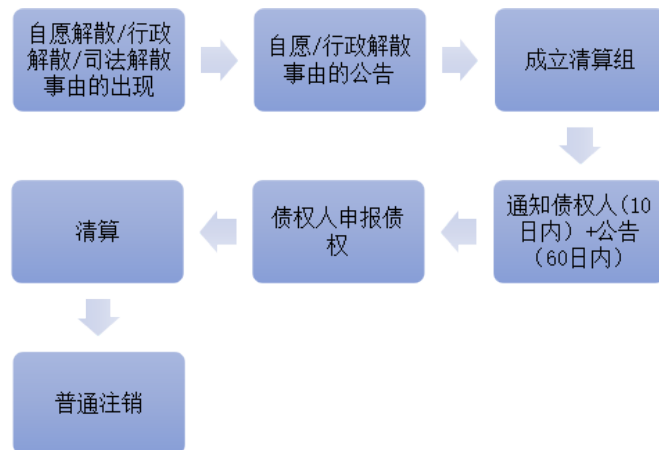 自愿解散/行政
解散/司法解散
事由的出现
自愿/行政解散
事由的公告
成立清算组
通知债权人(10
日内)+公告
(60日内)
债权人申报债
权
清算
普通注销